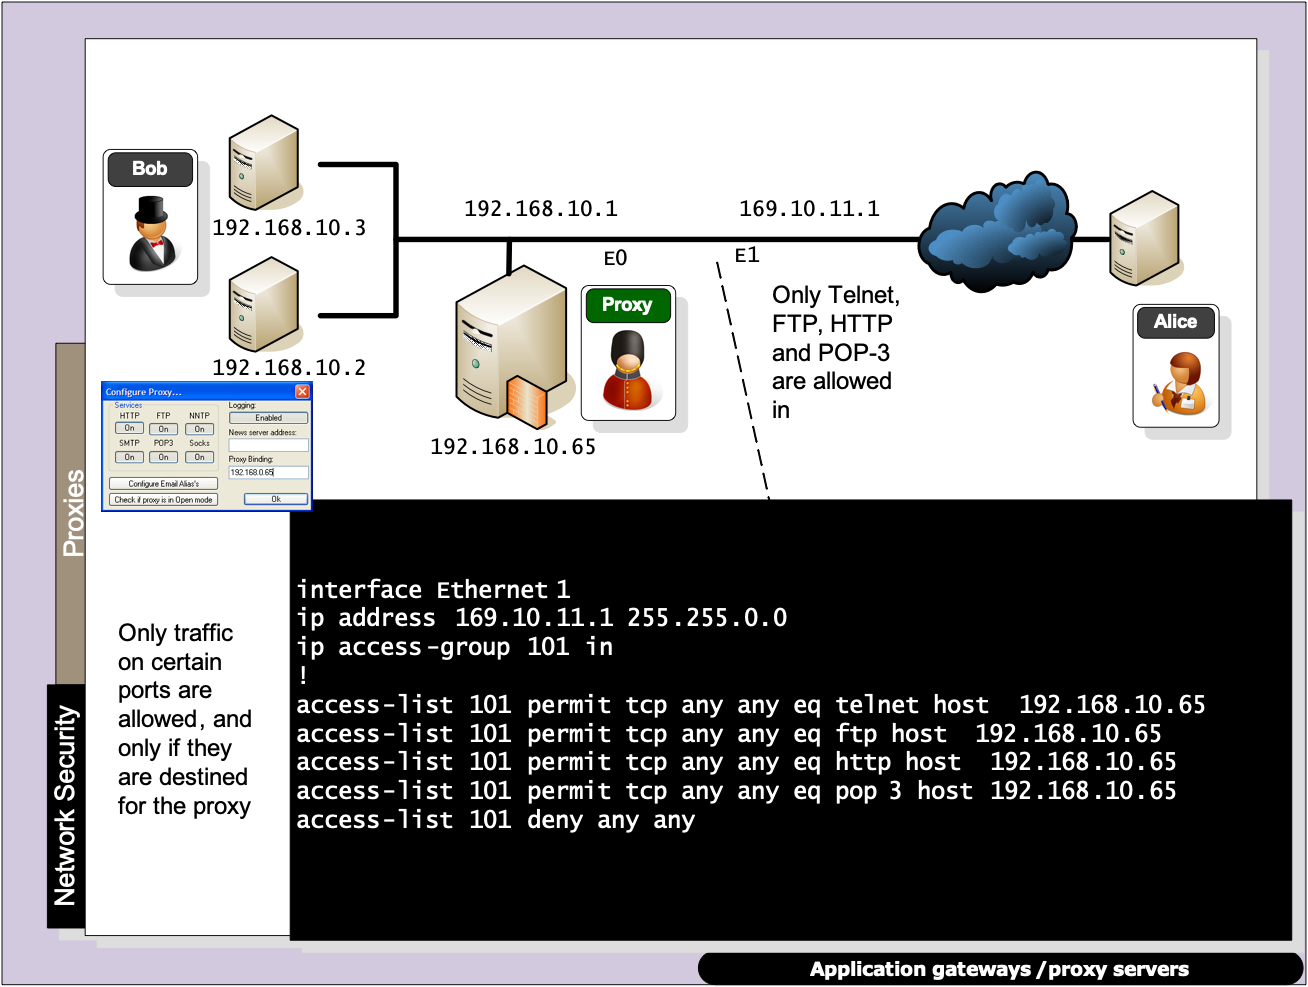 Bob
192.168.10.3
192.168.10.2
192.168.10.1
169.10.11.1
E0
E1
Proxy
192.168.10.65
Only Telnet,
FTP, HTTP
and POP-3
are allowed
in
Alice
Configure Proxy...
Services
HTTP FTP NNTP
On On On
SMTP POP3 Socks
On On On
Configure Email Alias's
Check if proxy is in Open mode
Logging:
Enabled
News server address:
Proxy Binding:
192.168.0.65
Ok
Proxies
Network Security
Only traffic
on certain
ports are
allowed, and
only if they
are destined
for the proxy
interface Ethernet 1
ip address 169.10.11.1 255.255.0.0
ip access-group 101 in
!
access-list 101 permit tcp any any eq telnet host 192.168.10.65
access-list 101 permit tcp any any eq ftp host 192.168.10.65
access-list 101 permit tcp any any eq http host 192.168.10.65
access-list 101 permit tcp any any eq pop 3 host 192.168.10.65
access-list 101 deny any any
Application gateways /proxy servers